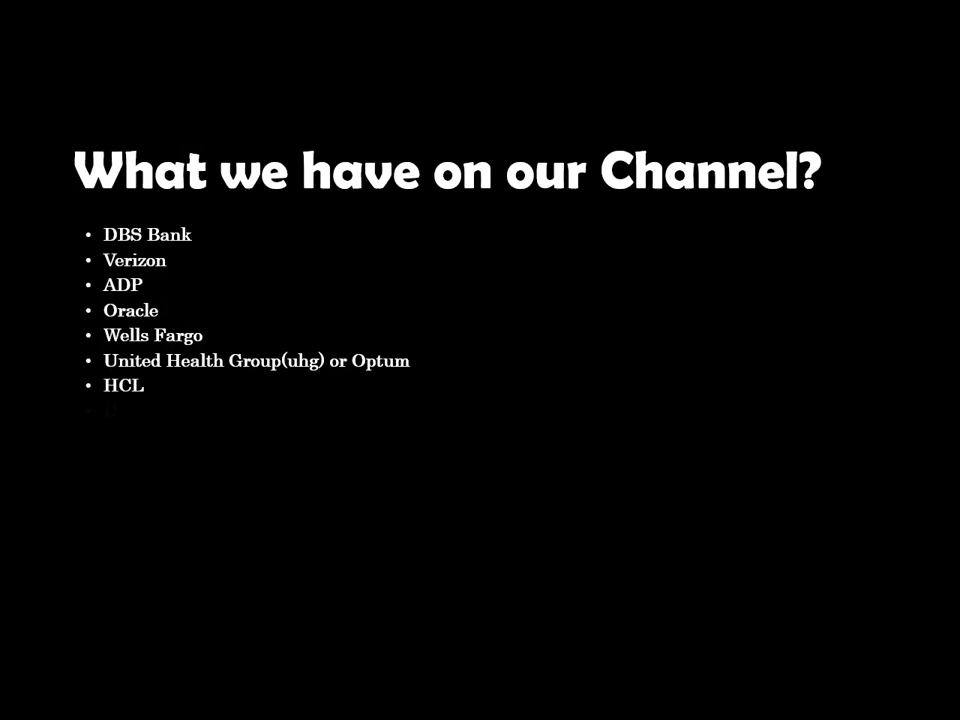 What we have on our Channel?
• DBS Bank
• Verizon
• ADP
• Oracle
• Wells Fargo
• United Health Group(uhg) or Optum
• HCL